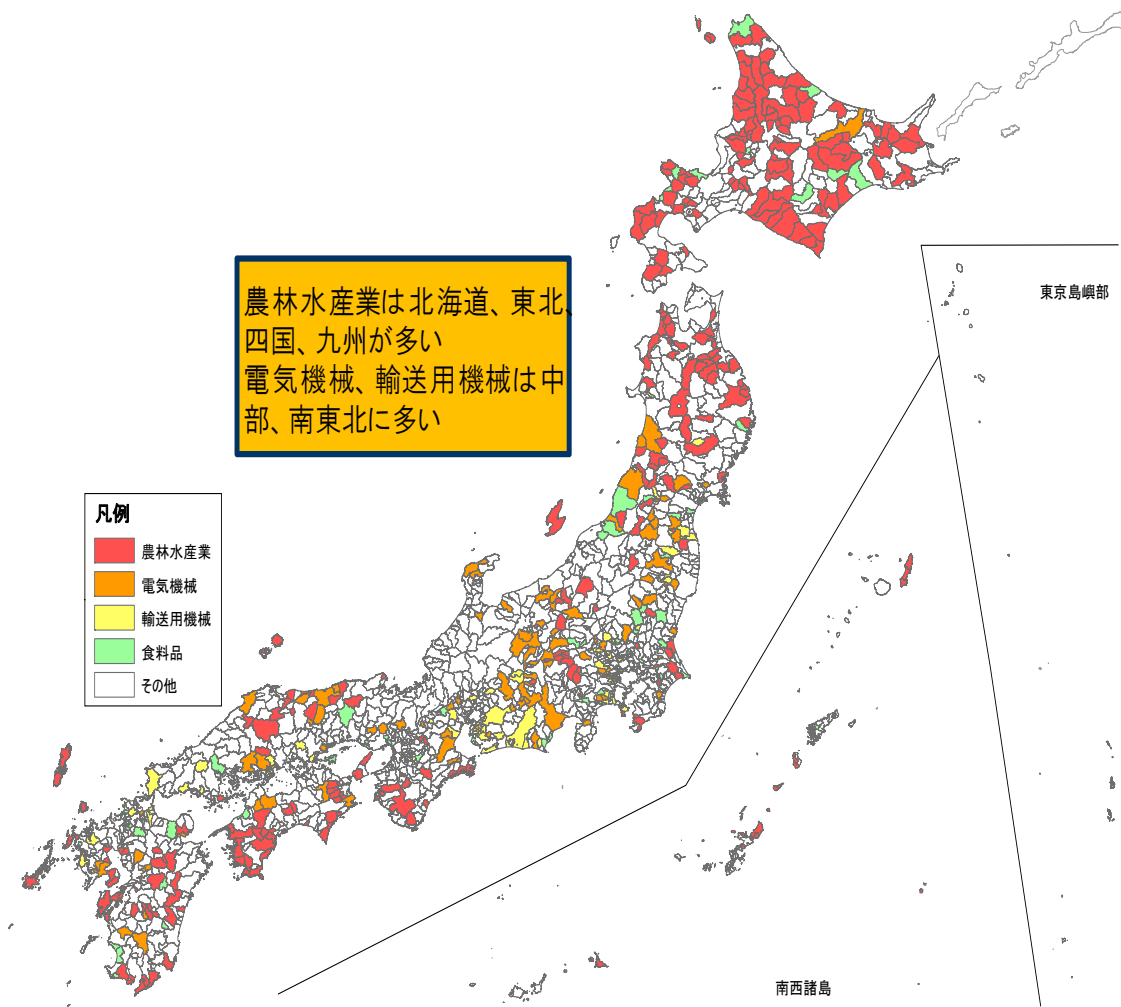 農林水産業は北海道、東北、
四国、九州が多い
電気機械、輸送用機械は中
部、南東北に多い
東京島嶼部
凡例
農林水産業
電気機械
輸送用機械
食料品
その他
南西諸島